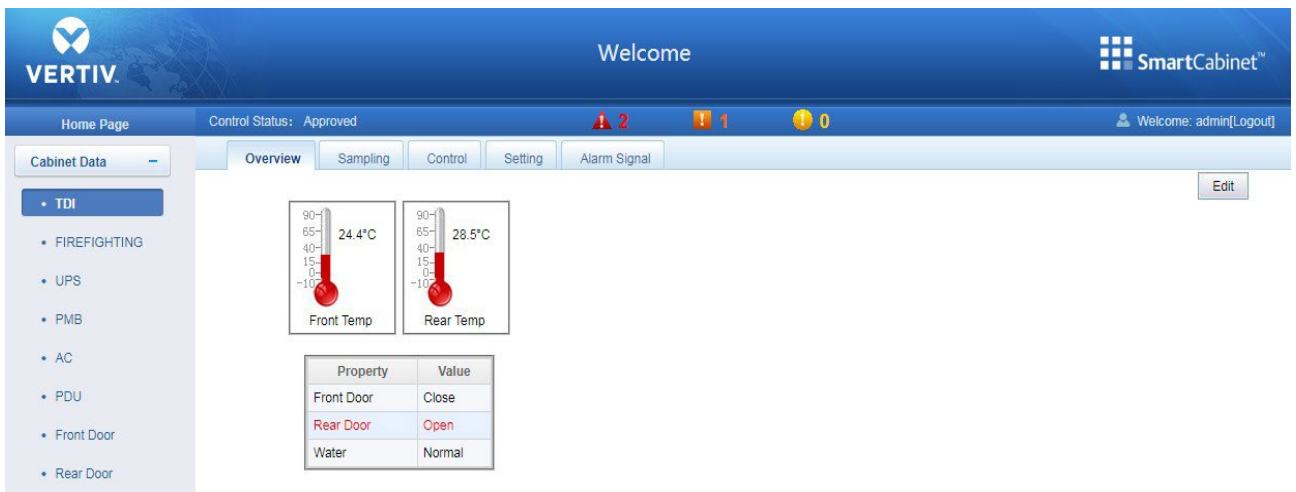 VERTIV.
Welcome
SmartCabinet™
Home Page
Control Status: Approved
2
1
0
Welcome: admin[Logout]
Cabinet Data
Overview
Sampling
Control
Setting
Alarm Signal
Edit
TDI
FIREFIGHTING
UPS
PMB
AC
PDU
Front Door
Rear Door
90
65
40
15
0
-10
24.4°C
Front Temp
90
65
40
15
0
-10
28.5°C
Rear Temp
Property Value
Front Door Close
Rear Door Open
Water Normal